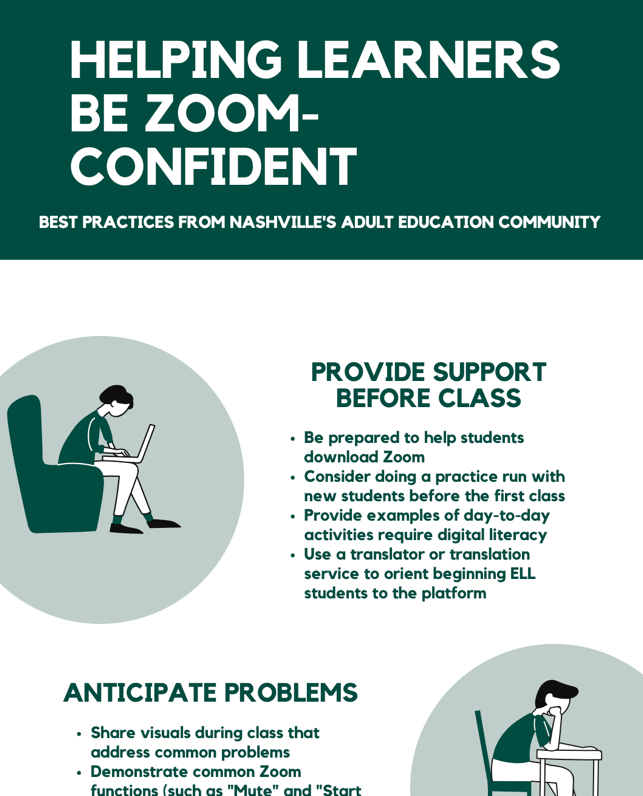 HELPING LEARNERS
BE ZOOM-
CONFIDENT
BEST PRACTICES FROM NASHVILLE'S ADULT EDUCATION COMMUNITY
PROVIDE SUPPORT
BEFORE CLASS
• Be prepared to help students
download Zoom
• Consider doing a practice run with
new students before the first class
• Provide examples of day-to-day
activities require digital literacy
• Use a translator or translation
service to orient beginning ELL
students to the platform
ANTICIPATE PROBLEMS
• Share visuals during class that
address common problems
• Demonstrate common Zoom
functions (such as "Mute" and "Start